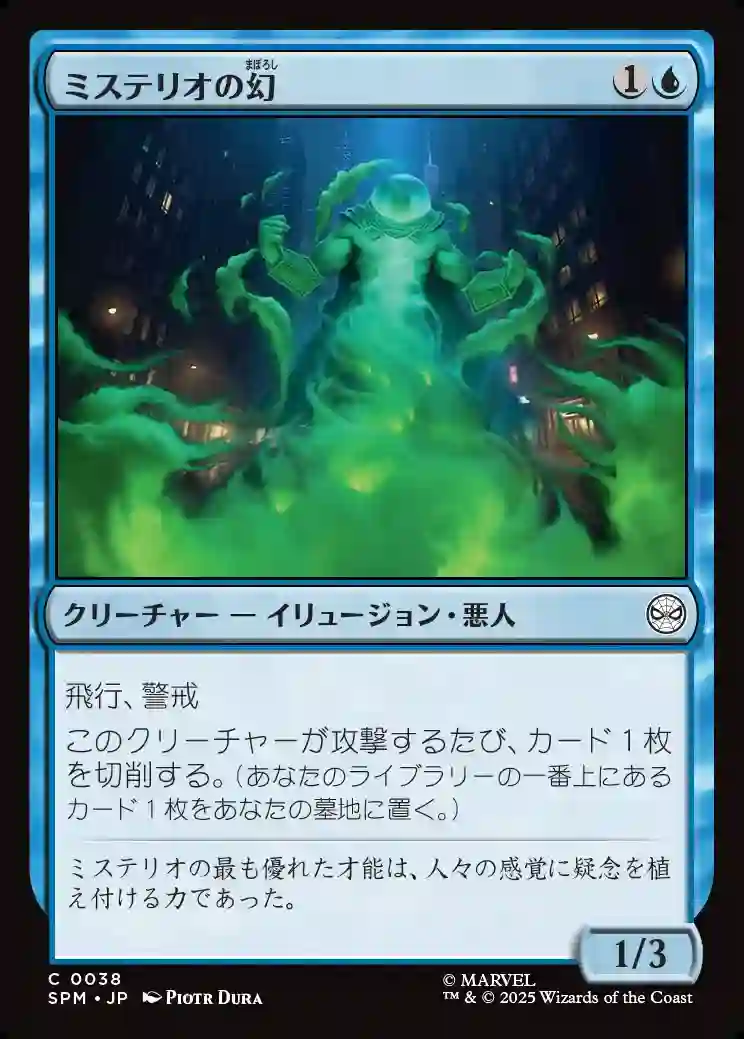 ミステリオの幻
まぼろし
1
クリーチャー — イリュージョン・悪人
飛行、警戒
このクリーチャーが攻撃するたび、カード1枚
を切削する。(あなたのライブラリーの一番上にある
カード1枚をあなたの墓地に置く。)
ミステリオの最も優れた才能は、人々の感覚に疑念を植
え付ける力であった。
1/3
C 0038
SPM • JP Piotr Dura
© MARVEL
™ & © 2025 Wizards of the Coast